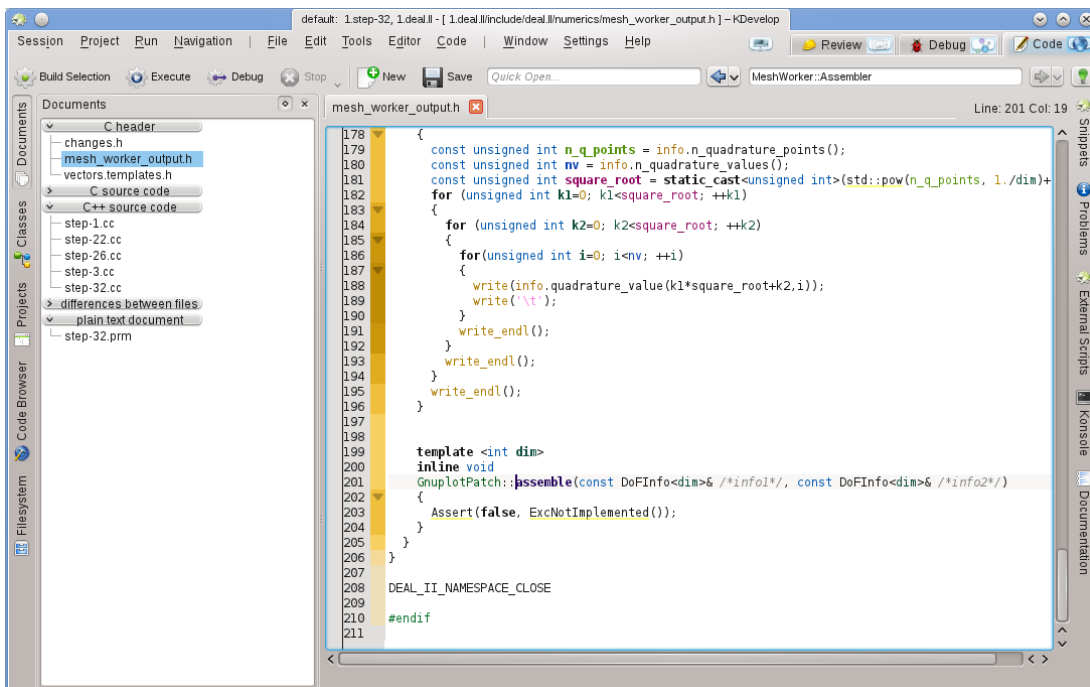 default: 1.step-32, 1.deal.II - [ 1.deal.II/include/deal.II/numerics/mesh_worker_output.h ] – KDevelop
Session Project Run Navigation | File Edit Tools Editor Code | Window Settings Help Review Debug Code
Build Selection Execute Debug Stop New Save Quick Open... MeshWorker::Assembler
Documents
mesh_worker_output.h
Line: 201 Col: 19
Documents
Classes
Projects
Code Browser
Filesystem
C header
changes.h
mesh_worker_output.h
vectors.templates.h
C source code
C++ source code
step-1.cc
step-22.cc
step-26.cc
step-3.cc
step-32.cc
differences between files
plain text document
step-32.prm
178 {
179 const unsigned int n_q_points = info.n_quadrature_points();
180 const unsigned int nv = info.n_quadrature_values();
181 const unsigned int square_root = static_cast<unsigned int>(std::pow(n_q_points, 1./dim)+
182 for (unsigned int k1=0; k1<square_root; ++k1)
183 {
184 for (unsigned int k2=0; k2<square_root; ++k2)
185 {
186 for(unsigned int i=0; i<nv; ++i)
187 {
188 write(info.quadrature_value(k1*square_root+k2,i));
189 write('\t');
190 }
191 write_endl();
192 }
193 write_endl();
194 }
195 write_endl();
196 }
197
198
199 template <int dim>
200 inline void
201 GnuplotPatch::assemble(const DoFInfo<dim>& /*info1*/, const DoFInfo<dim>& /*info2*/)
202 {
203 Assert(false, ExcNotImplemented());
204 }
205 }
206 }
207
208 DEAL_II_NAMESPACE_CLOSE
209
210 #endif
211
Snippets
Problems
External Scripts
Konsole
Documentation